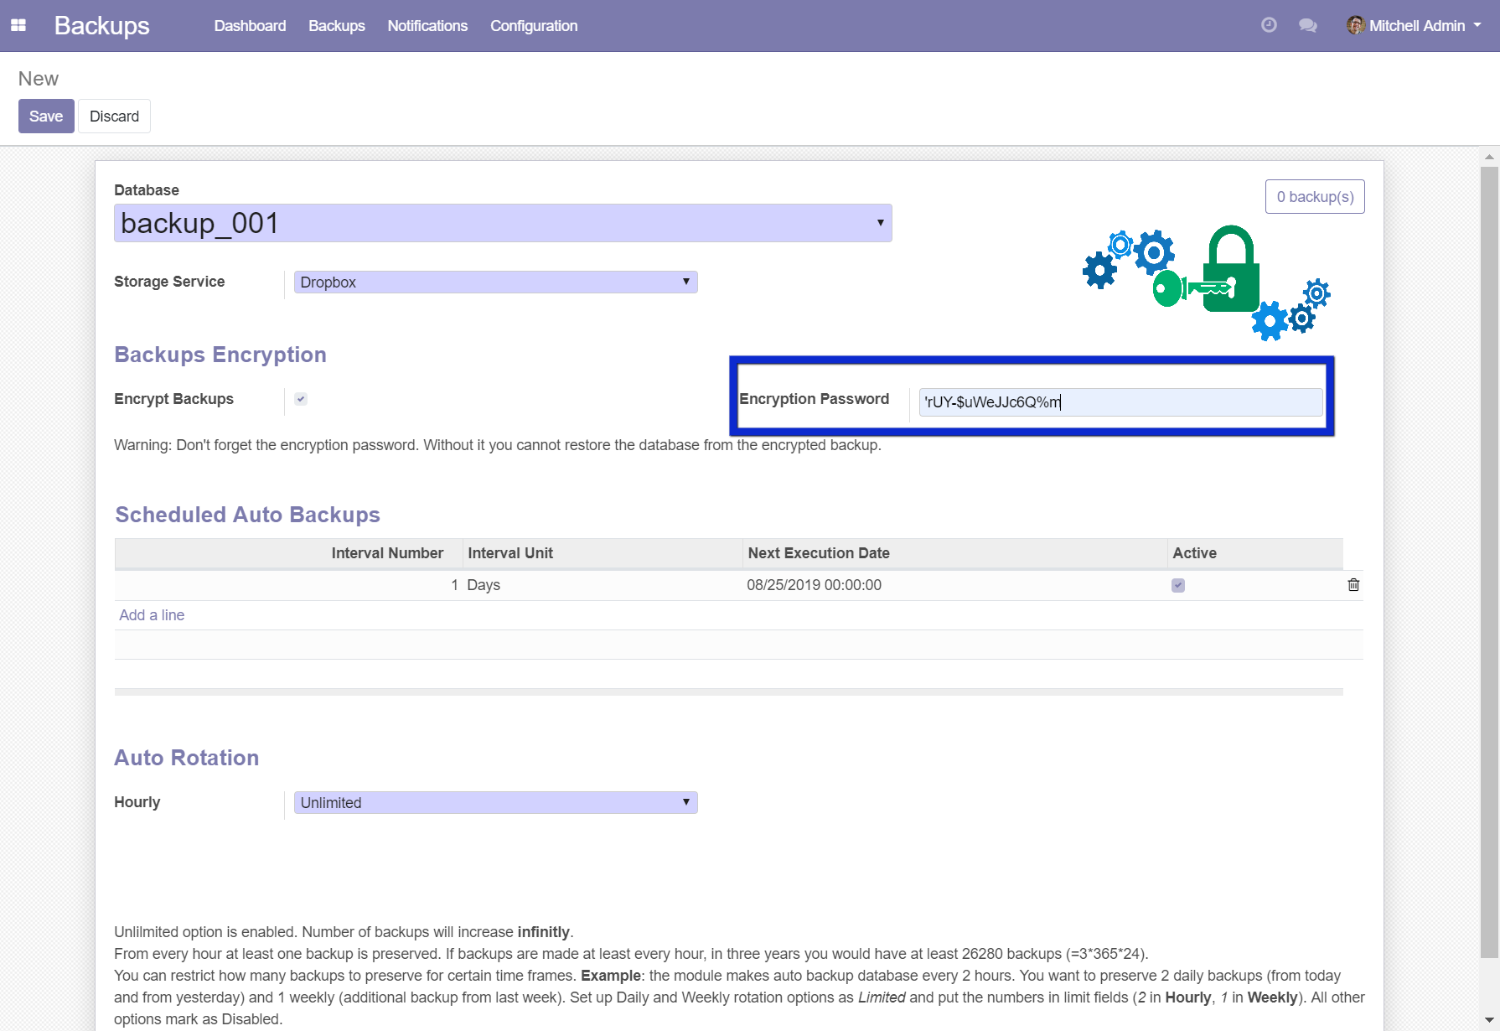 Backups Dashboard Backups Notifications Configuration Mitchell Admin
New
Save Discard
Database
0 backup(s)
backup_001
Storage Service Dropbox
Backups Encryption
Encrypt Backups Encryption Password 'rUY-$uWeJJc6Q%m
Warning: Don't forget the encryption password. Without it you cannot restore the database from the encrypted backup.
Scheduled Auto Backups
Interval Number Interval Unit Next Execution Date Active
1 Days 08/25/2019 00:00:00
Add a line
Auto Rotation
Hourly Unlimited
Unlilmited option is enabled. Number of backups will increase infinitly.
From every hour at least one backup is preserved. If backups are made at least every hour, in three years you would have at least 26280 backups (=3*365*24).
You can restrict how many backups to preserve for certain time frames. Example: the module makes auto backup database every 2 hours. You want to preserve 2 daily backups (from today
and from yesterday) and 1 weekly (additional backup from last week). Set up Daily and Weekly rotation options as Limited and put the numbers in limit fields (2 in Hourly, 1 in Weekly). All other
options mark as Disabled.